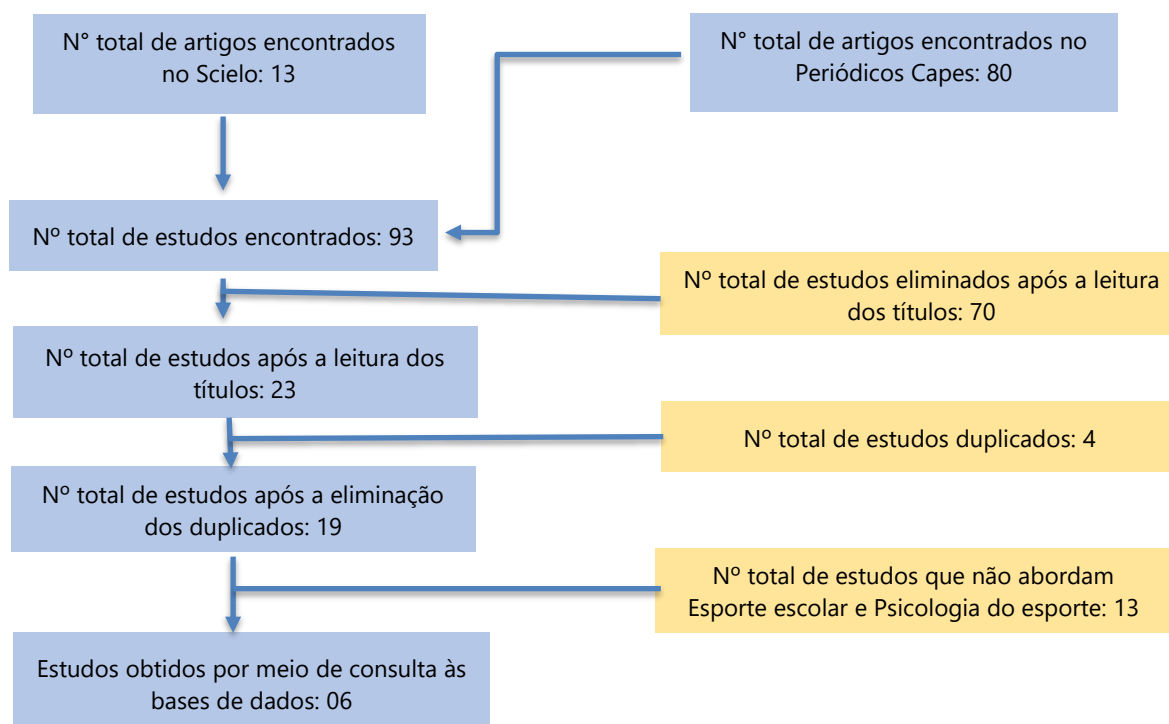 N° total de artigos encontrados
no Scielo: 13
N° total de artigos encontrados no
Periódicos Capes: 80
Nº total de estudos encontrados: 93
Nº total de estudos eliminados após a leitura
dos títulos: 70
Nº total de estudos após a leitura dos
títulos: 23
Nº total de estudos duplicados: 4
Nº total de estudos após a eliminação
dos duplicados: 19
Nº total de estudos que não abordam
Esporte escolar e Psicologia do esporte: 13
Estudos obtidos por meio de consulta às
bases de dados: 06